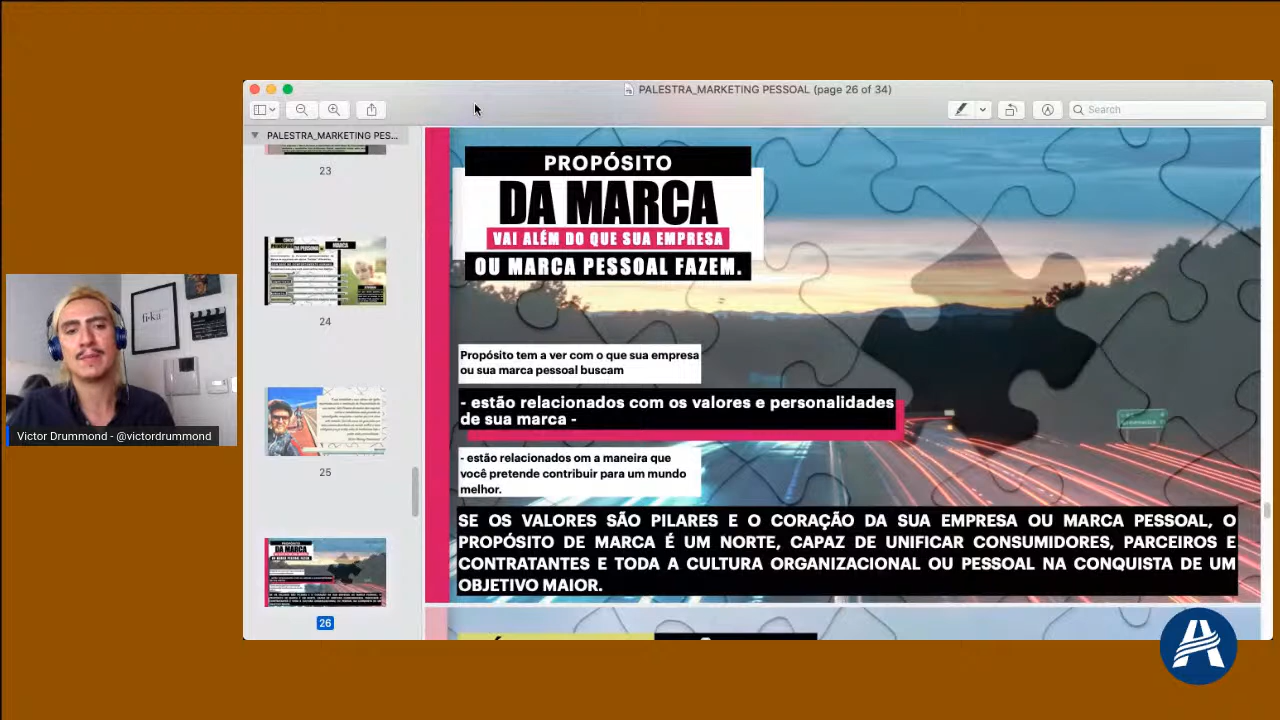 PALESTRA_MARKETING PESSOAL (page 26 of 34)
Search
PALESTRA_MARKETING PES...
23
24
25
26
PROPÓSITO
DA MARCA
VAI ALÉM DO QUE SUA EMPRESA
OU MARCA PESSOAL FAZEM.
Propósito tem a ver com o que sua empresa
ou sua marca pessoal buscam
- estão relacionados com os valores e personalidades
de sua marca -
- estão relacionados om a maneira que
você pretende contribuir para um mundo
melhor.
SE OS VALORES SÃO PILARES E O CORAÇÃO DA SUA EMPRESA OU MARCA PESSOAL, O
PROPÓSITO DE MARCA É UM NORTE, CAPAZ DE UNIFICAR CONSUMIDORES, PARCEIROS E
CONTRATANTES E TODA A CULTURA ORGANIZACIONAL OU PESSOAL NA CONQUISTA DE UM
OBJETIVO MAIOR.
fi-ka
Victor Drummond - @victordrummond